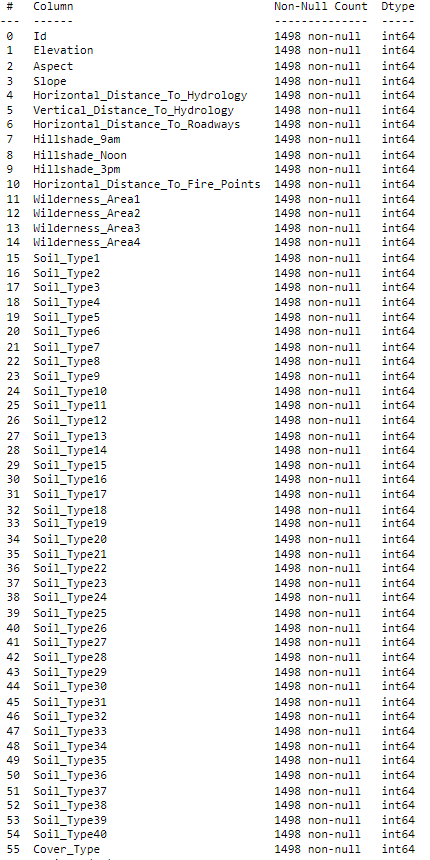 # Column Non-Null Count Dtype
--- ------ -------------- -----
0 Id 1498 non-null int64
1 Elevation 1498 non-null int64
2 Aspect 1498 non-null int64
3 Slope 1498 non-null int64
4 Horizontal_Distance_To_Hydrology 1498 non-null int64
5 Vertical_Distance_To_Hydrology 1498 non-null int64
6 Horizontal_Distance_To_Roadways 1498 non-null int64
7 Hillshade_9am 1498 non-null int64
8 Hillshade_Noon 1498 non-null int64
9 Hillshade_3pm 1498 non-null int64
10 Horizontal_Distance_To_Fire_Points 1498 non-null int64
11 Wilderness_Area1 1498 non-null int64
12 Wilderness_Area2 1498 non-null int64
13 Wilderness_Area3 1498 non-null int64
14 Wilderness_Area4 1498 non-null int64
15 Soil_Type1 1498 non-null int64
16 Soil_Type2 1498 non-null int64
17 Soil_Type3 1498 non-null int64
18 Soil_Type4 1498 non-null int64
19 Soil_Type5 1498 non-null int64
20 Soil_Type6 1498 non-null int64
21 Soil_Type7 1498 non-null int64
22 Soil_Type8 1498 non-null int64
23 Soil_Type9 1498 non-null int64
24 Soil_Type10 1498 non-null int64
25 Soil_Type11 1498 non-null int64
26 Soil_Type12 1498 non-null int64
27 Soil_Type13 1498 non-null int64
28 Soil_Type14 1498 non-null int64
29 Soil_Type15 1498 non-null int64
30 Soil_Type16 1498 non-null int64
31 Soil_Type17 1498 non-null int64
32 Soil_Type18 1498 non-null int64
33 Soil_Type19 1498 non-null int64
34 Soil_Type20 1498 non-null int64
35 Soil_Type21 1498 non-null int64
36 Soil_Type22 1498 non-null int64
37 Soil_Type23 1498 non-null int64
38 Soil_Type24 1498 non-null int64
39 Soil_Type25 1498 non-null int64
40 Soil_Type26 1498 non-null int64
41 Soil_Type27 1498 non-null int64
42 Soil_Type28 1498 non-null int64
43 Soil_Type29 1498 non-null int64
44 Soil_Type30 1498 non-null int64
45 Soil_Type31 1498 non-null int64
46 Soil_Type32 1498 non-null int64
47 Soil_Type33 1498 non-null int64
48 Soil_Type34 1498 non-null int64
49 Soil_Type35 1498 non-null int64
50 Soil_Type36 1498 non-null int64
51 Soil_Type37 1498 non-null int64
52 Soil_Type38 1498 non-null int64
53 Soil_Type39 1498 non-null int64
54 Soil_Type40 1498 non-null int64
55 Cover_Type 1498 non-null int64